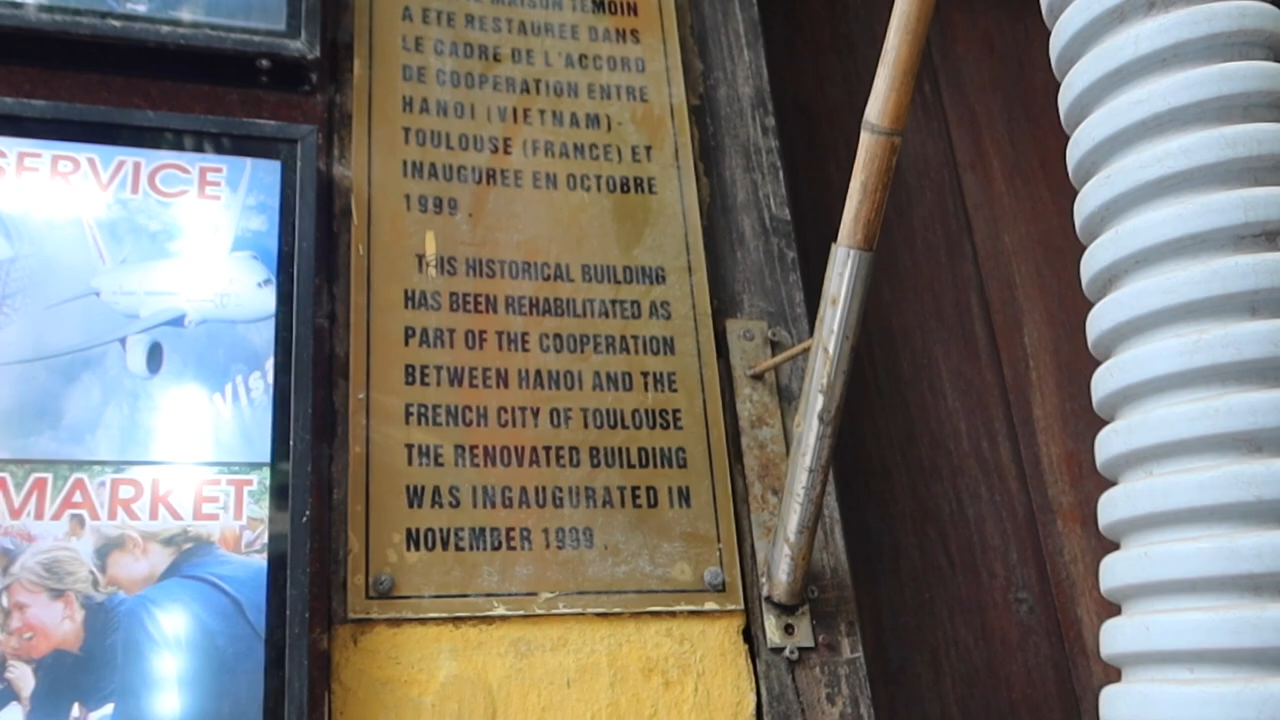 MAISON TEMOIN
A ETE RESTAUREE DANS
LE CADRE DE L'ACCORD
DE COOPERATION ENTRE
HANOI (VIETNAM)-
TOULOUSE (FRANCE) ET
INAUGUREE EN OCTOBRE
1999.
THIS HISTORICAL BUILDING
HAS BEEN REHABILITATED AS
PART OF THE COOPERATION
BETWEEN HANOI AND THE
FRENCH CITY OF TOULOUSE
THE RENOVATED BUILDING
WAS INGAUGURATED IN
NOVEMBER 1999.
SERVICE
MARKET